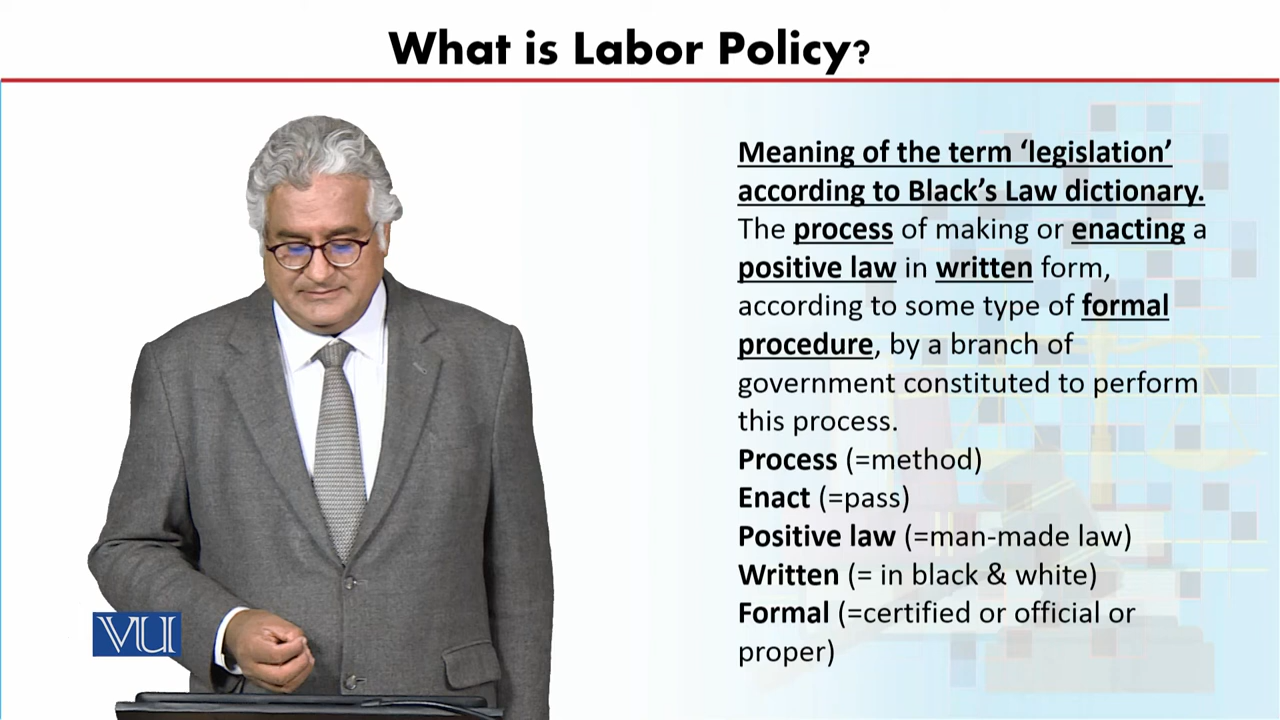 What is Labor Policy?
Meaning of the term ‘legislation’
according to Black’s Law dictionary.
The process of making or enacting a
positive law in written form,
according to some type of formal
procedure, by a branch of
government constituted to perform
this process.
Process (=method)
Enact (=pass)
Positive law (=man-made law)
Written (= in black & white)
Formal (=certified or official or
proper)
VU